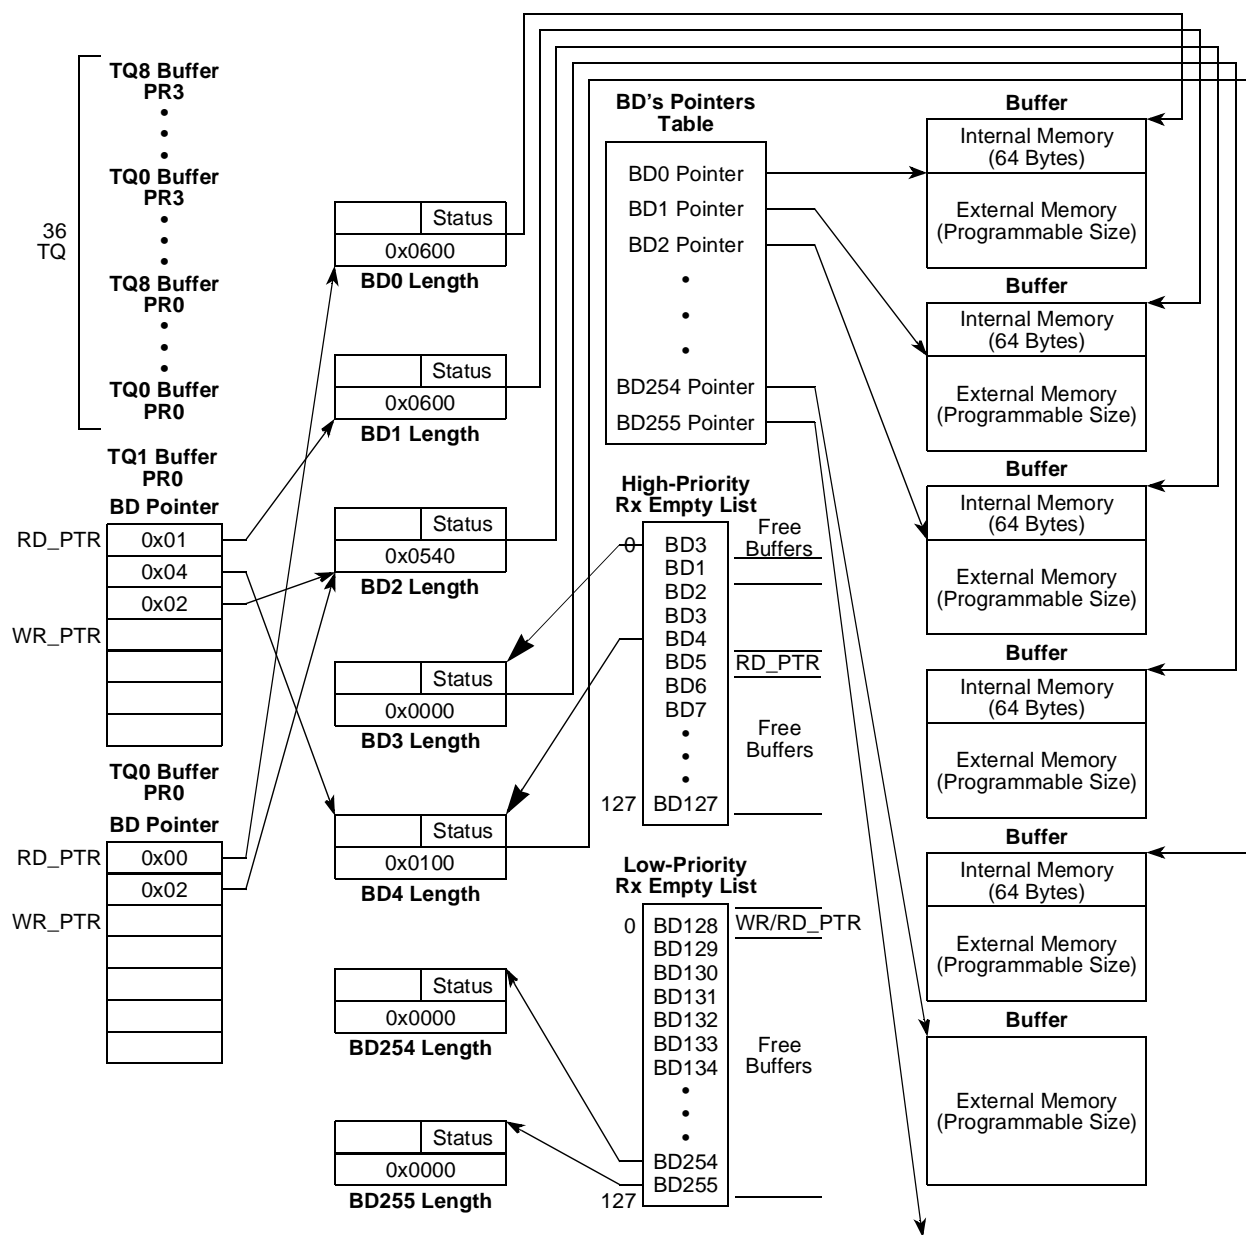 TQ8 Buffer
PR3
•
•
•
TQ0 Buffer
PR3
•
•
•
TQ8 Buffer
PR0
•
•
•
TQ0 Buffer
PR0
36
TQ
TQ1 Buffer
PR0
BD Pointer
RD_PTR 0x01
0x04
0x02
WR_PTR
TQ0 Buffer
PR0
BD Pointer
RD_PTR 0x00
0x02
WR_PTR
Status
0x0600
BD0 Length
Status
0x0600
BD1 Length
Status
0x0540
BD2 Length
Status
0x0000
BD3 Length
Status
0x0100
BD4 Length
Status
0x0000
BD254 Length
Status
0x0000
BD255 Length
BD's Pointers
Table
BD0 Pointer
BD1 Pointer
BD2 Pointer
•
•
•
BD254 Pointer
BD255 Pointer
High-Priority
Rx Empty List
0 BD3
BD1
BD2
BD3
BD4
BD5 RD_PTR
BD6
BD7
•
•
•
127 BD127
Free
Buffers
Free
Buffers
Low-Priority
Rx Empty List
0 BD128 WR/RD_PTR
BD129
BD130
BD131
BD132
BD133
BD134
•
•
•
BD254
BD255
127
Free
Buffers
Buffer
Internal Memory
(64 Bytes)
External Memory
(Programmable Size)
Buffer
Internal Memory
(64 Bytes)
External Memory
(Programmable Size)
Buffer
Internal Memory
(64 Bytes)
External Memory
(Programmable Size)
Buffer
Internal Memory
(64 Bytes)
External Memory
(Programmable Size)
Buffer
Internal Memory
(64 Bytes)
External Memory
(Programmable Size)
Buffer
External Memory
(Programmable Size)